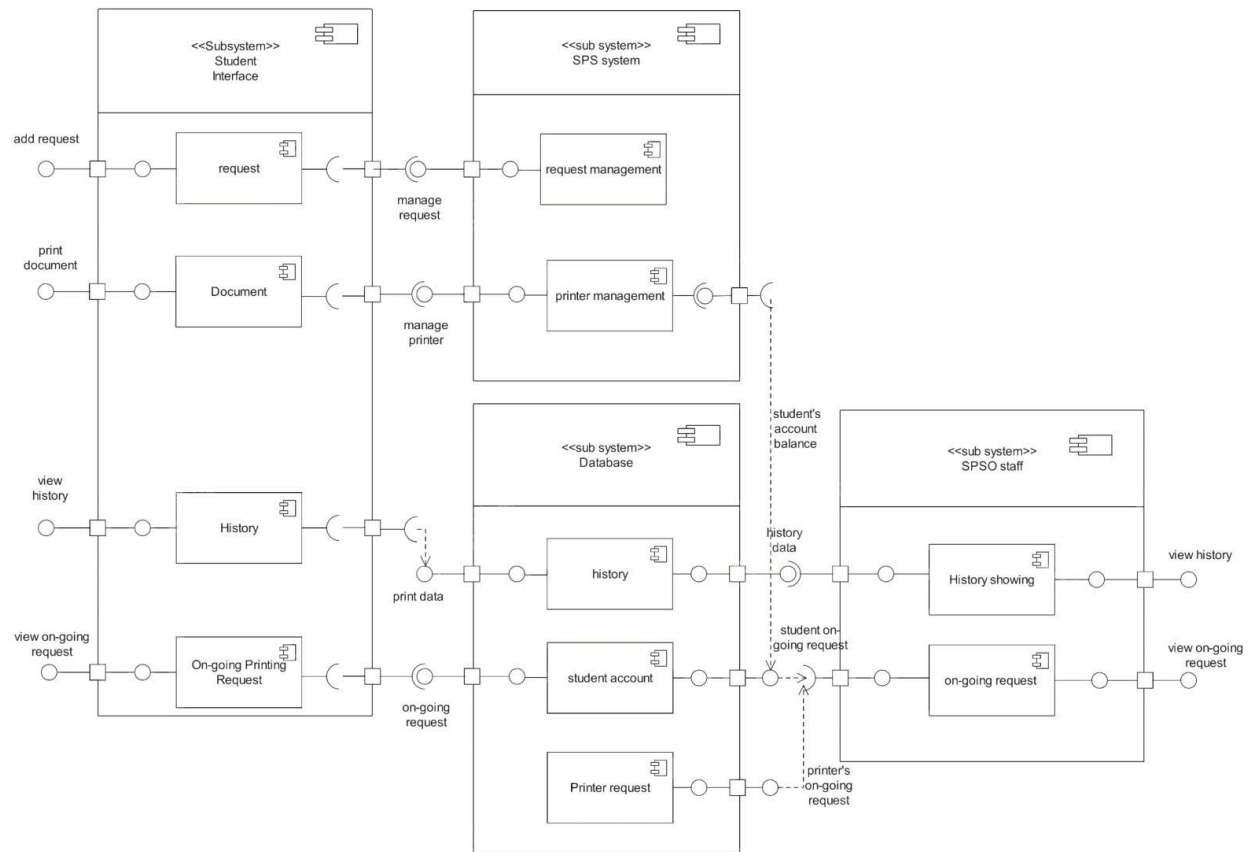 <<Subsystem>>
Student
Interface
add request
request
print
document
Document
view
history
History
view on-going
request
On-going Printing
Request
manage
request
manage
printer
print data
on-going
request
<<sub system>>
SPS system
request management
printer management
student's
account
balance
<<sub system>>
Database
history
student account
Printer request
history
data
student on-
going request
printer's
on-going
request
<<sub system>>
SPSO staff
History showing
on-going request
view history
view on-going
request